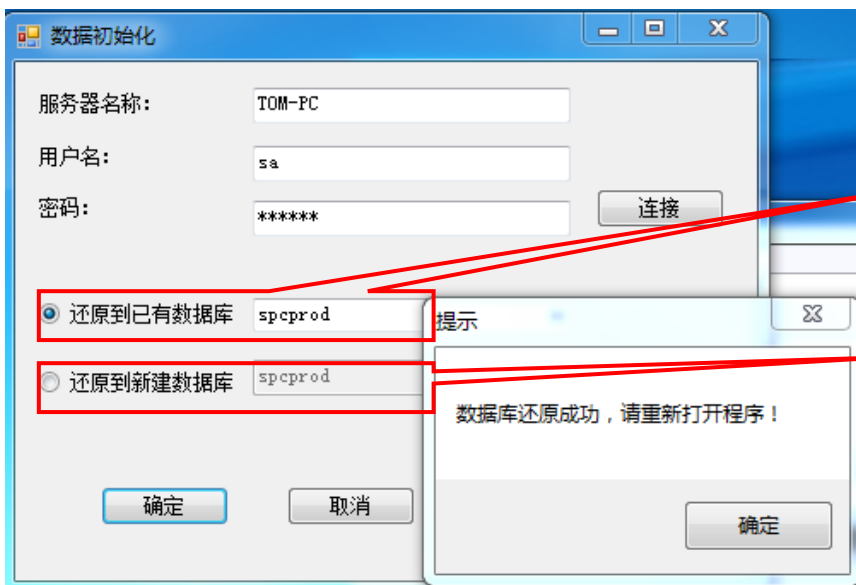 数据初始化
服务器名称:
TOM-PC
用户名:
sa
密码:
******
连接
还原到已有数据库
spcprod
还原到新建数据库
spcprod
确定
取消
提示
数据库还原成功，请重新打开程序！
确定